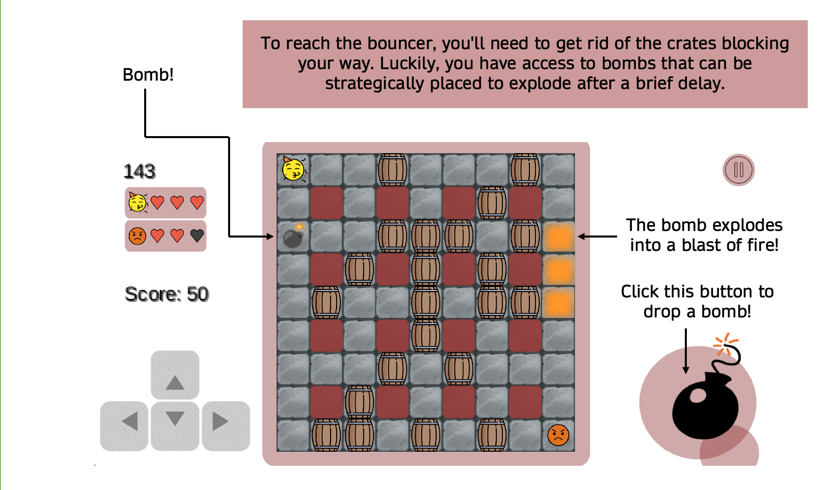 To reach the bouncer, you'll need to get rid of the crates blocking
your way. Luckily, you have access to bombs that can be
strategically placed to explode after a brief delay.
Bomb!
143
Score: 50
The bomb explodes
into a blast of fire!
Click this button to
drop a bomb!